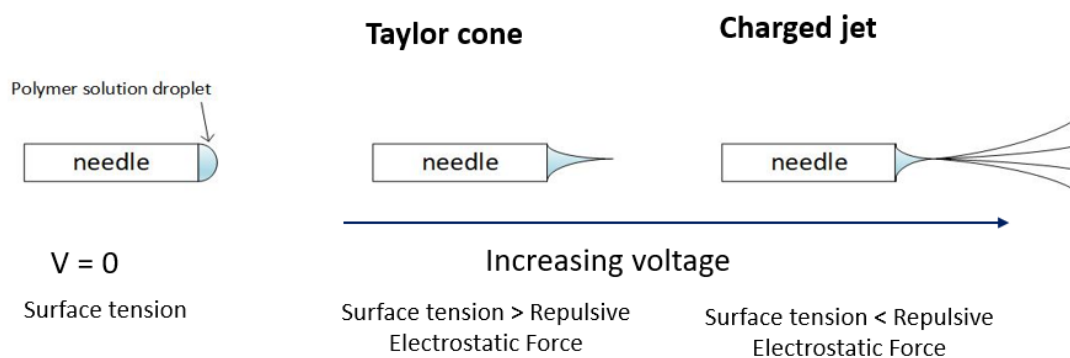 Taylor cone
Charged jet
Polymer solution droplet
needle
needle
needle
V = 0
Increasing voltage
Surface tension
Surface tension > Repulsive
Electrostatic Force
Surface tension < Repulsive
Electrostatic Force